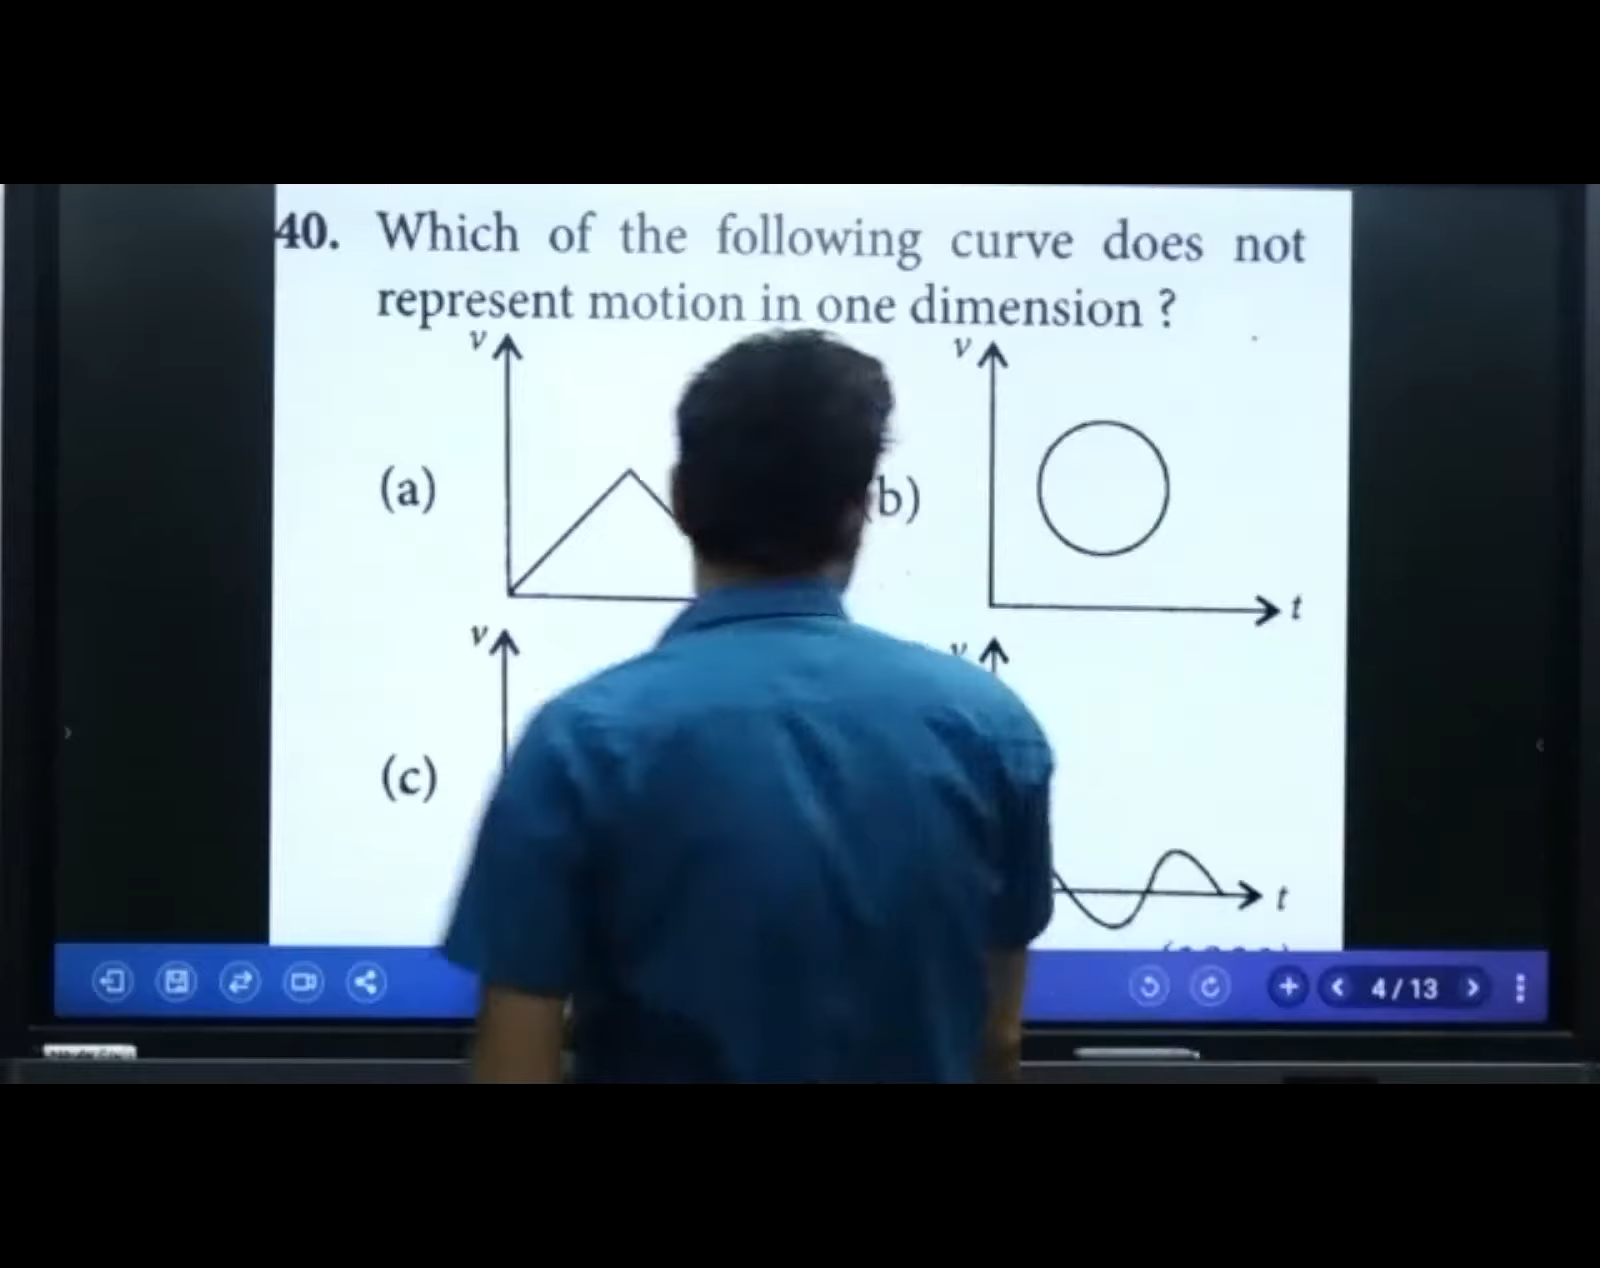 40. Which of the following curve does not
represent motion in one dimension ?
v
v
(a)
b)
t
v
v
(c)
t
4 / 13